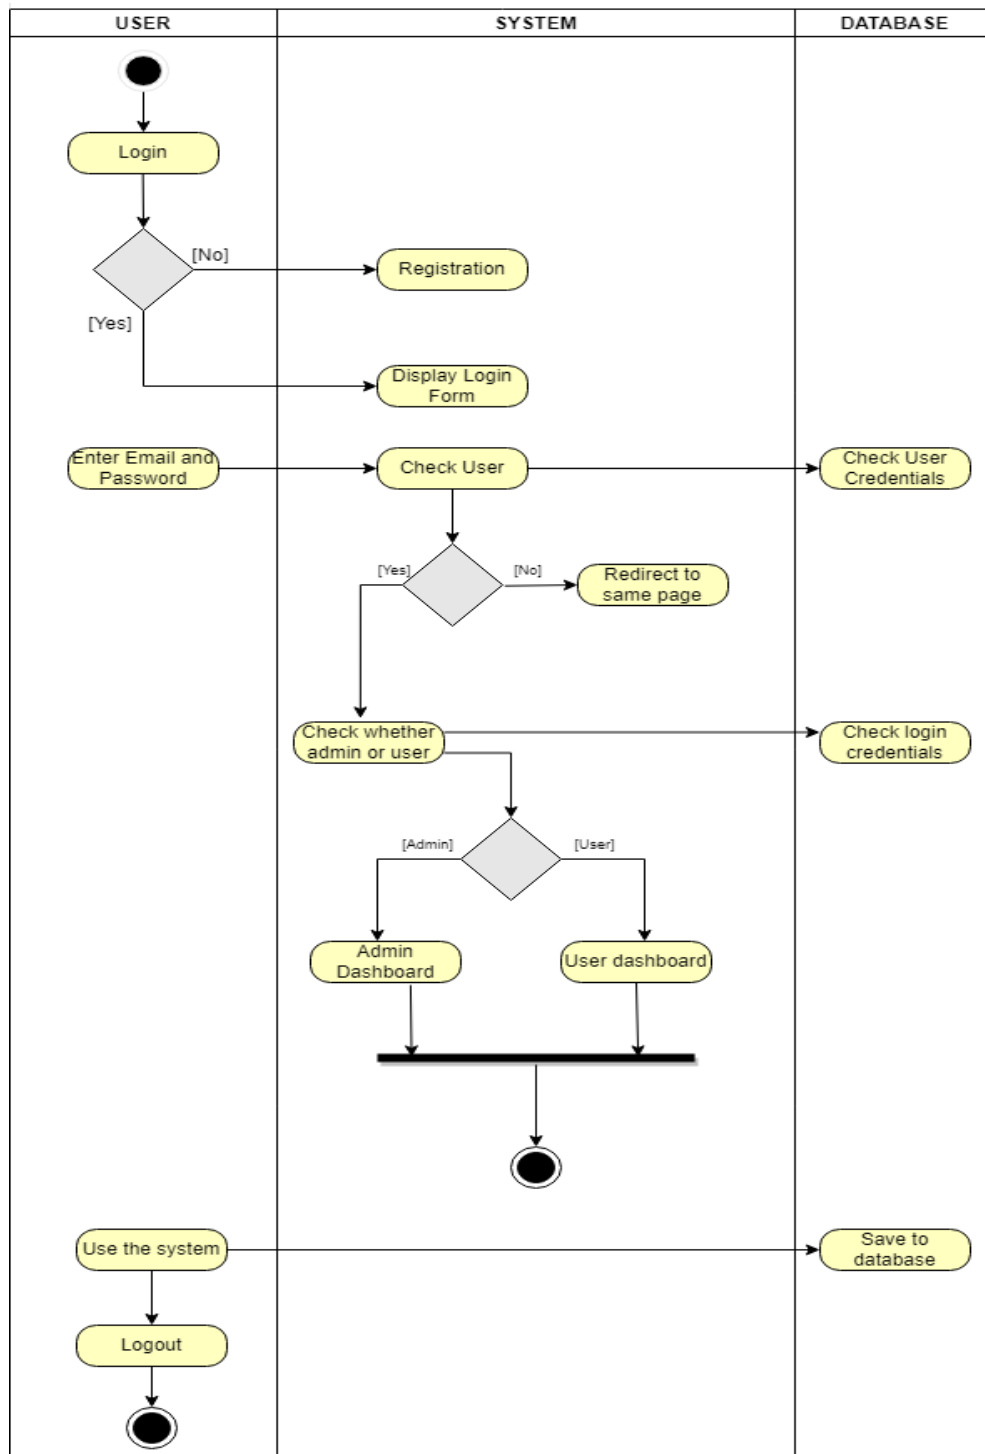 USER
SYSTEM
DATABASE
Login
[No]
Registration
[Yes]
Display Login
Form
Enter Email and
Password
Check User
Check User
Credentials
[Yes]
[No]
Redirect to
same page
Check whether
admin or user
Check login
credentials
[Admin]
[User]
Admin
Dashboard
User dashboard
Use the system
Save to
database
Logout